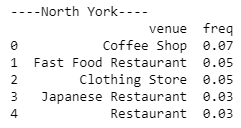 ----North York----
venue freq
0 Coffee Shop 0.07
1 Fast Food Restaurant 0.05
2 Clothing Store 0.05
3 Japanese Restaurant 0.03
4 Restaurant 0.03